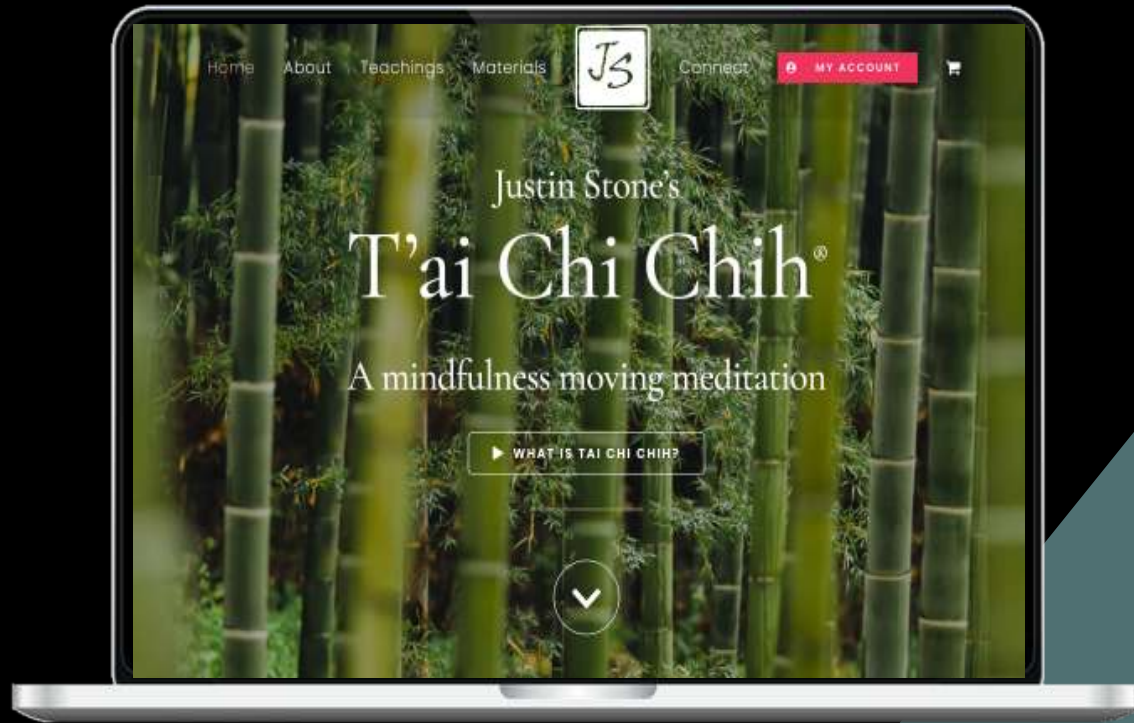 Home About Teachings Materials JS Connect MY ACCOUNT
Justin Stone's
T'ai Chi Chih®
A mindfulness moving meditation
WHAT IS TAI CHI CHIH?